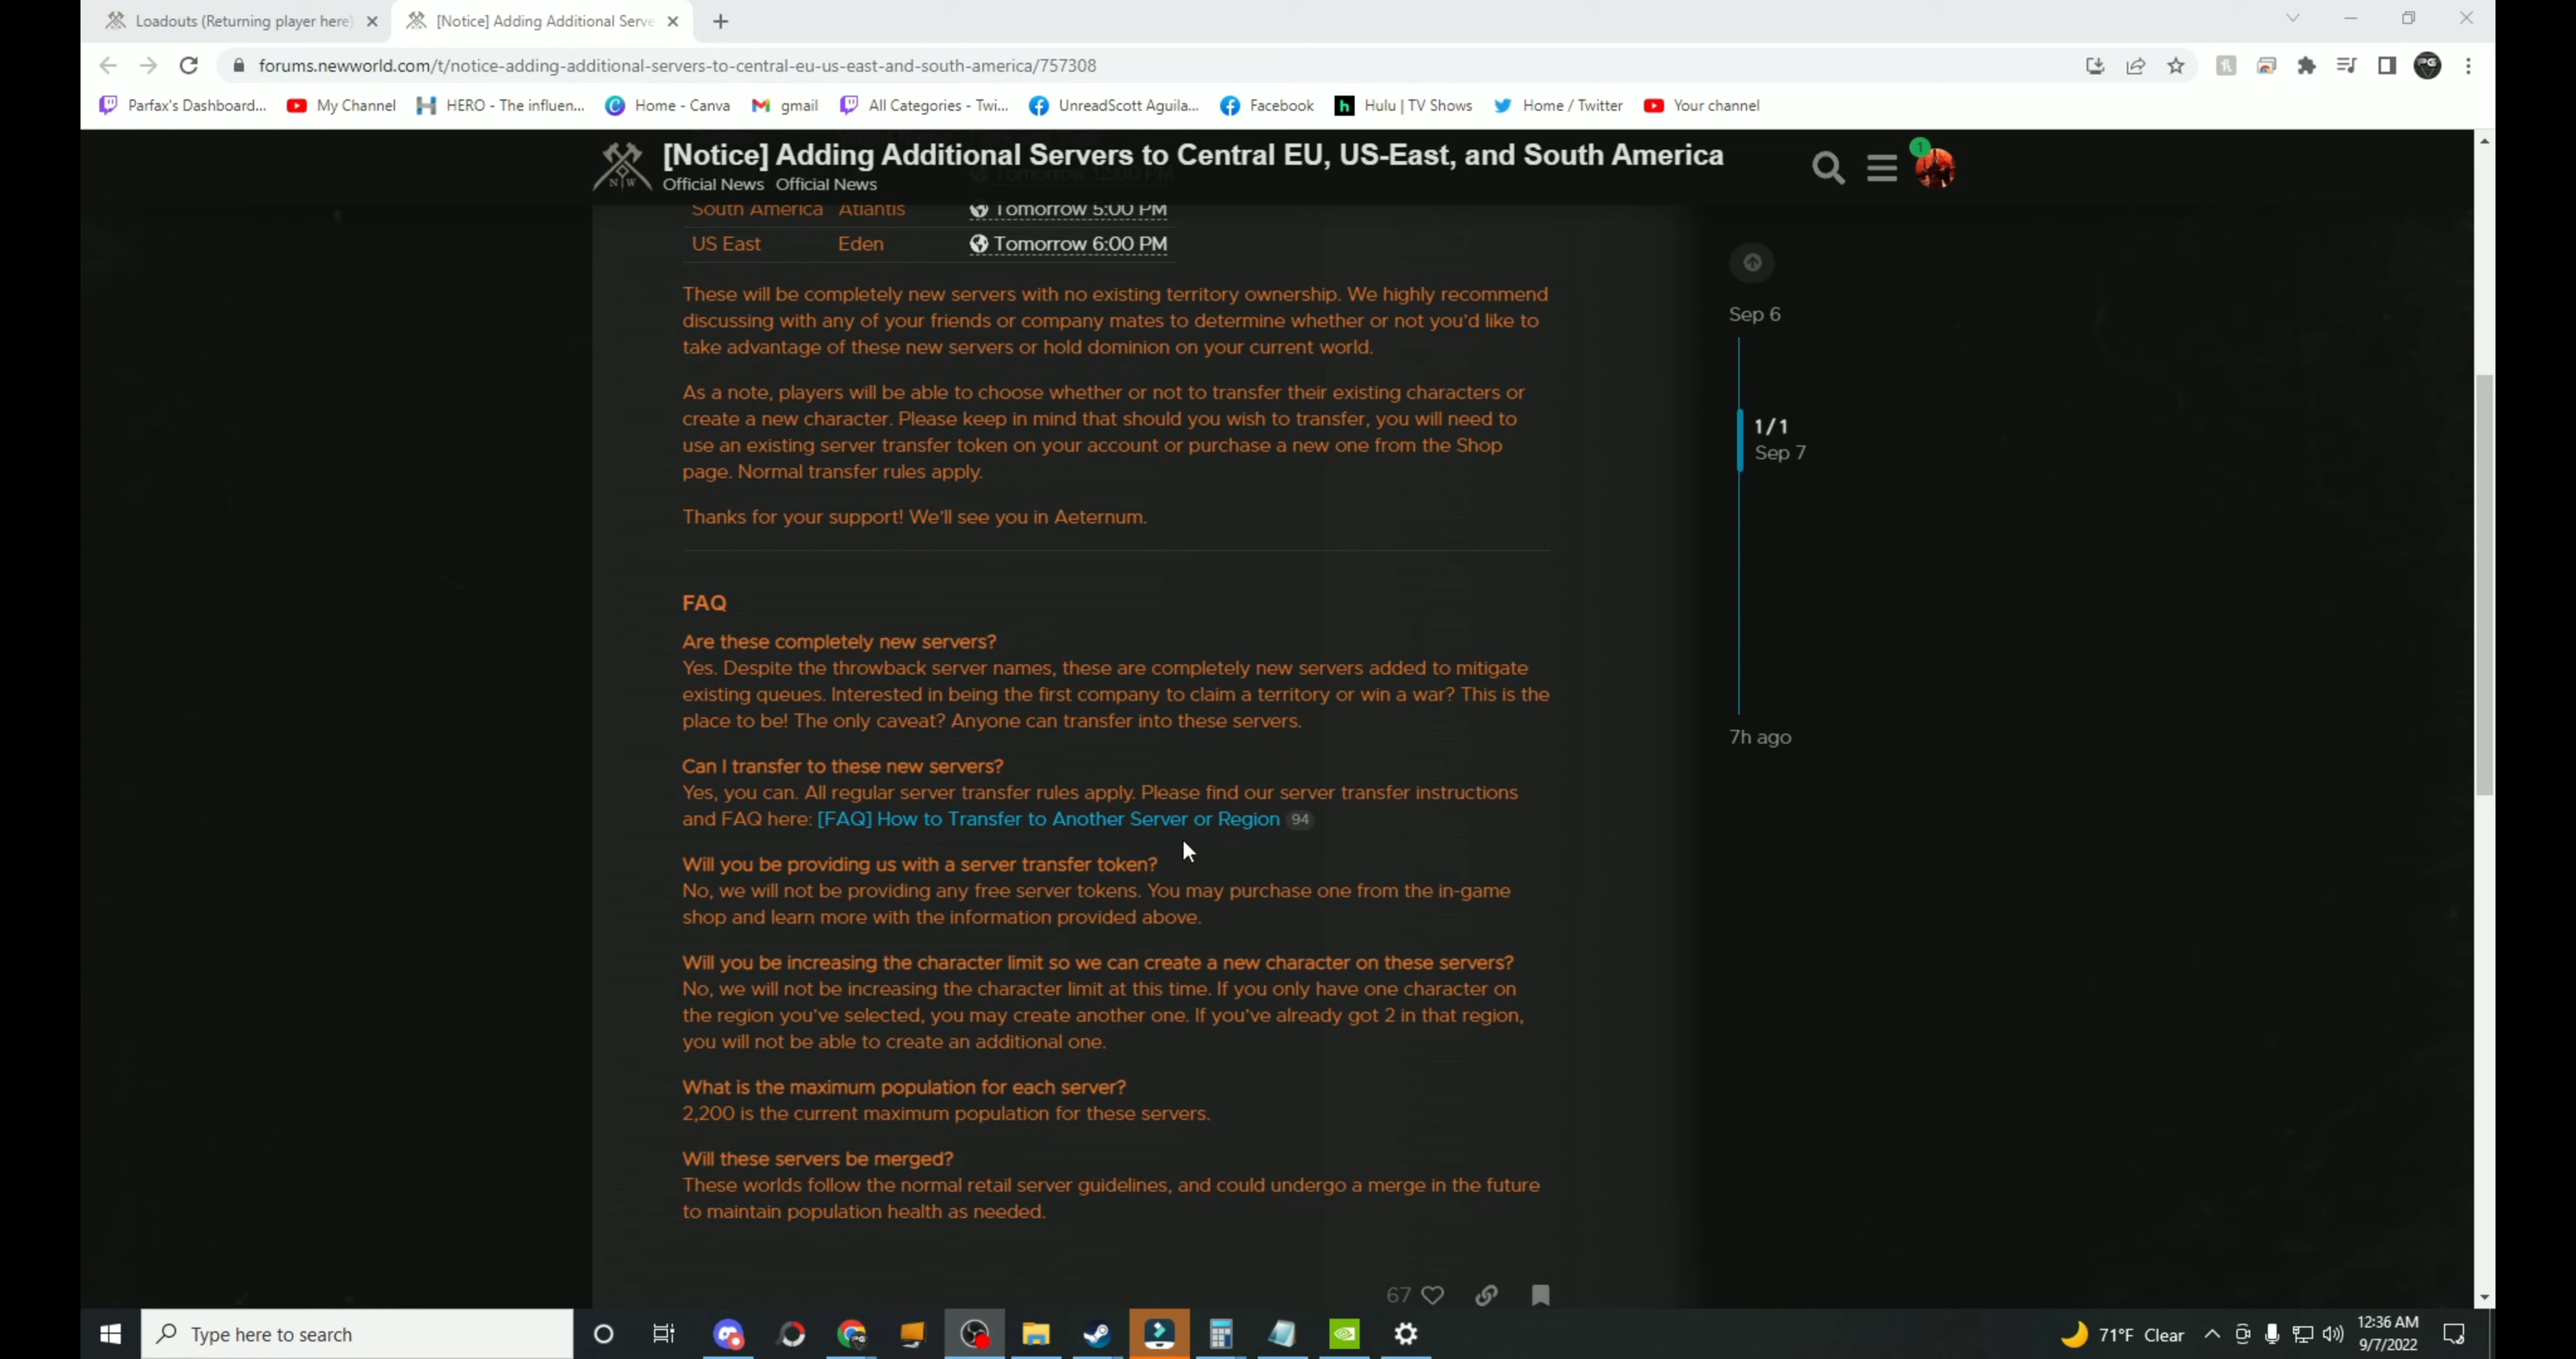 Loadouts (Returning player here)
[Notice] Adding Additional Serve
forums.newworld.com/t/notice-adding-additional-servers-to-central-eu-us-east-and-south-america/757308
Parfax's Dashboard... My Channel HERO - The influen... Home - Canva gmail All Categories - Twi... UnreadScott Aguila... Facebook Hulu | TV Shows Home / Twitter Your channel
[Notice] Adding Additional Servers to Central EU, US-East, and South America
Official News Official News
1
Tomorrow 12:00 PM
South America Atlantis Tomorrow 5:00 PM
US East Eden Tomorrow 6:00 PM
These will be completely new servers with no existing territory ownership. We highly recommend
discussing with any of your friends or company mates to determine whether or not you'd like to
take advantage of these new servers or hold dominion on your current world.
As a note, players will be able to choose whether or not to transfer their existing characters or
create a new character. Please keep in mind that should you wish to transfer, you will need to
use an existing server transfer token on your account or purchase a new one from the Shop
page. Normal transfer rules apply.
Thanks for your support! We'll see you in Aeternum.
FAQ
Are these completely new servers?
Yes. Despite the throwback server names, these are completely new servers added to mitigate
existing queues. Interested in being the first company to claim a territory or win a war? This is the
place to be! The only caveat? Anyone can transfer into these servers.
Can I transfer to these new servers?
Yes, you can. All regular server transfer rules apply. Please find our server transfer instructions
and FAQ here: [FAQ] How to Transfer to Another Server or Region 94
Will you be providing us with a server transfer token?
No, we will not be providing any free server tokens. You may purchase one from the in-game
shop and learn more with the information provided above.
Will you be increasing the character limit so we can create a new character on these servers?
No, we will not be increasing the character limit at this time. If you only have one character on
the region you've selected, you may create another one. If you've already got 2 in that region,
you will not be able to create an additional one.
What is the maximum population for each server?
2,200 is the current maximum population for these servers.
Will these servers be merged?
These worlds follow the normal retail server guidelines, and could undergo a merge in the future
to maintain population health as needed.
67
Sep 6
1/1
Sep 7
7h ago
Type here to search
71°F Clear
12:36 AM
9/7/2022